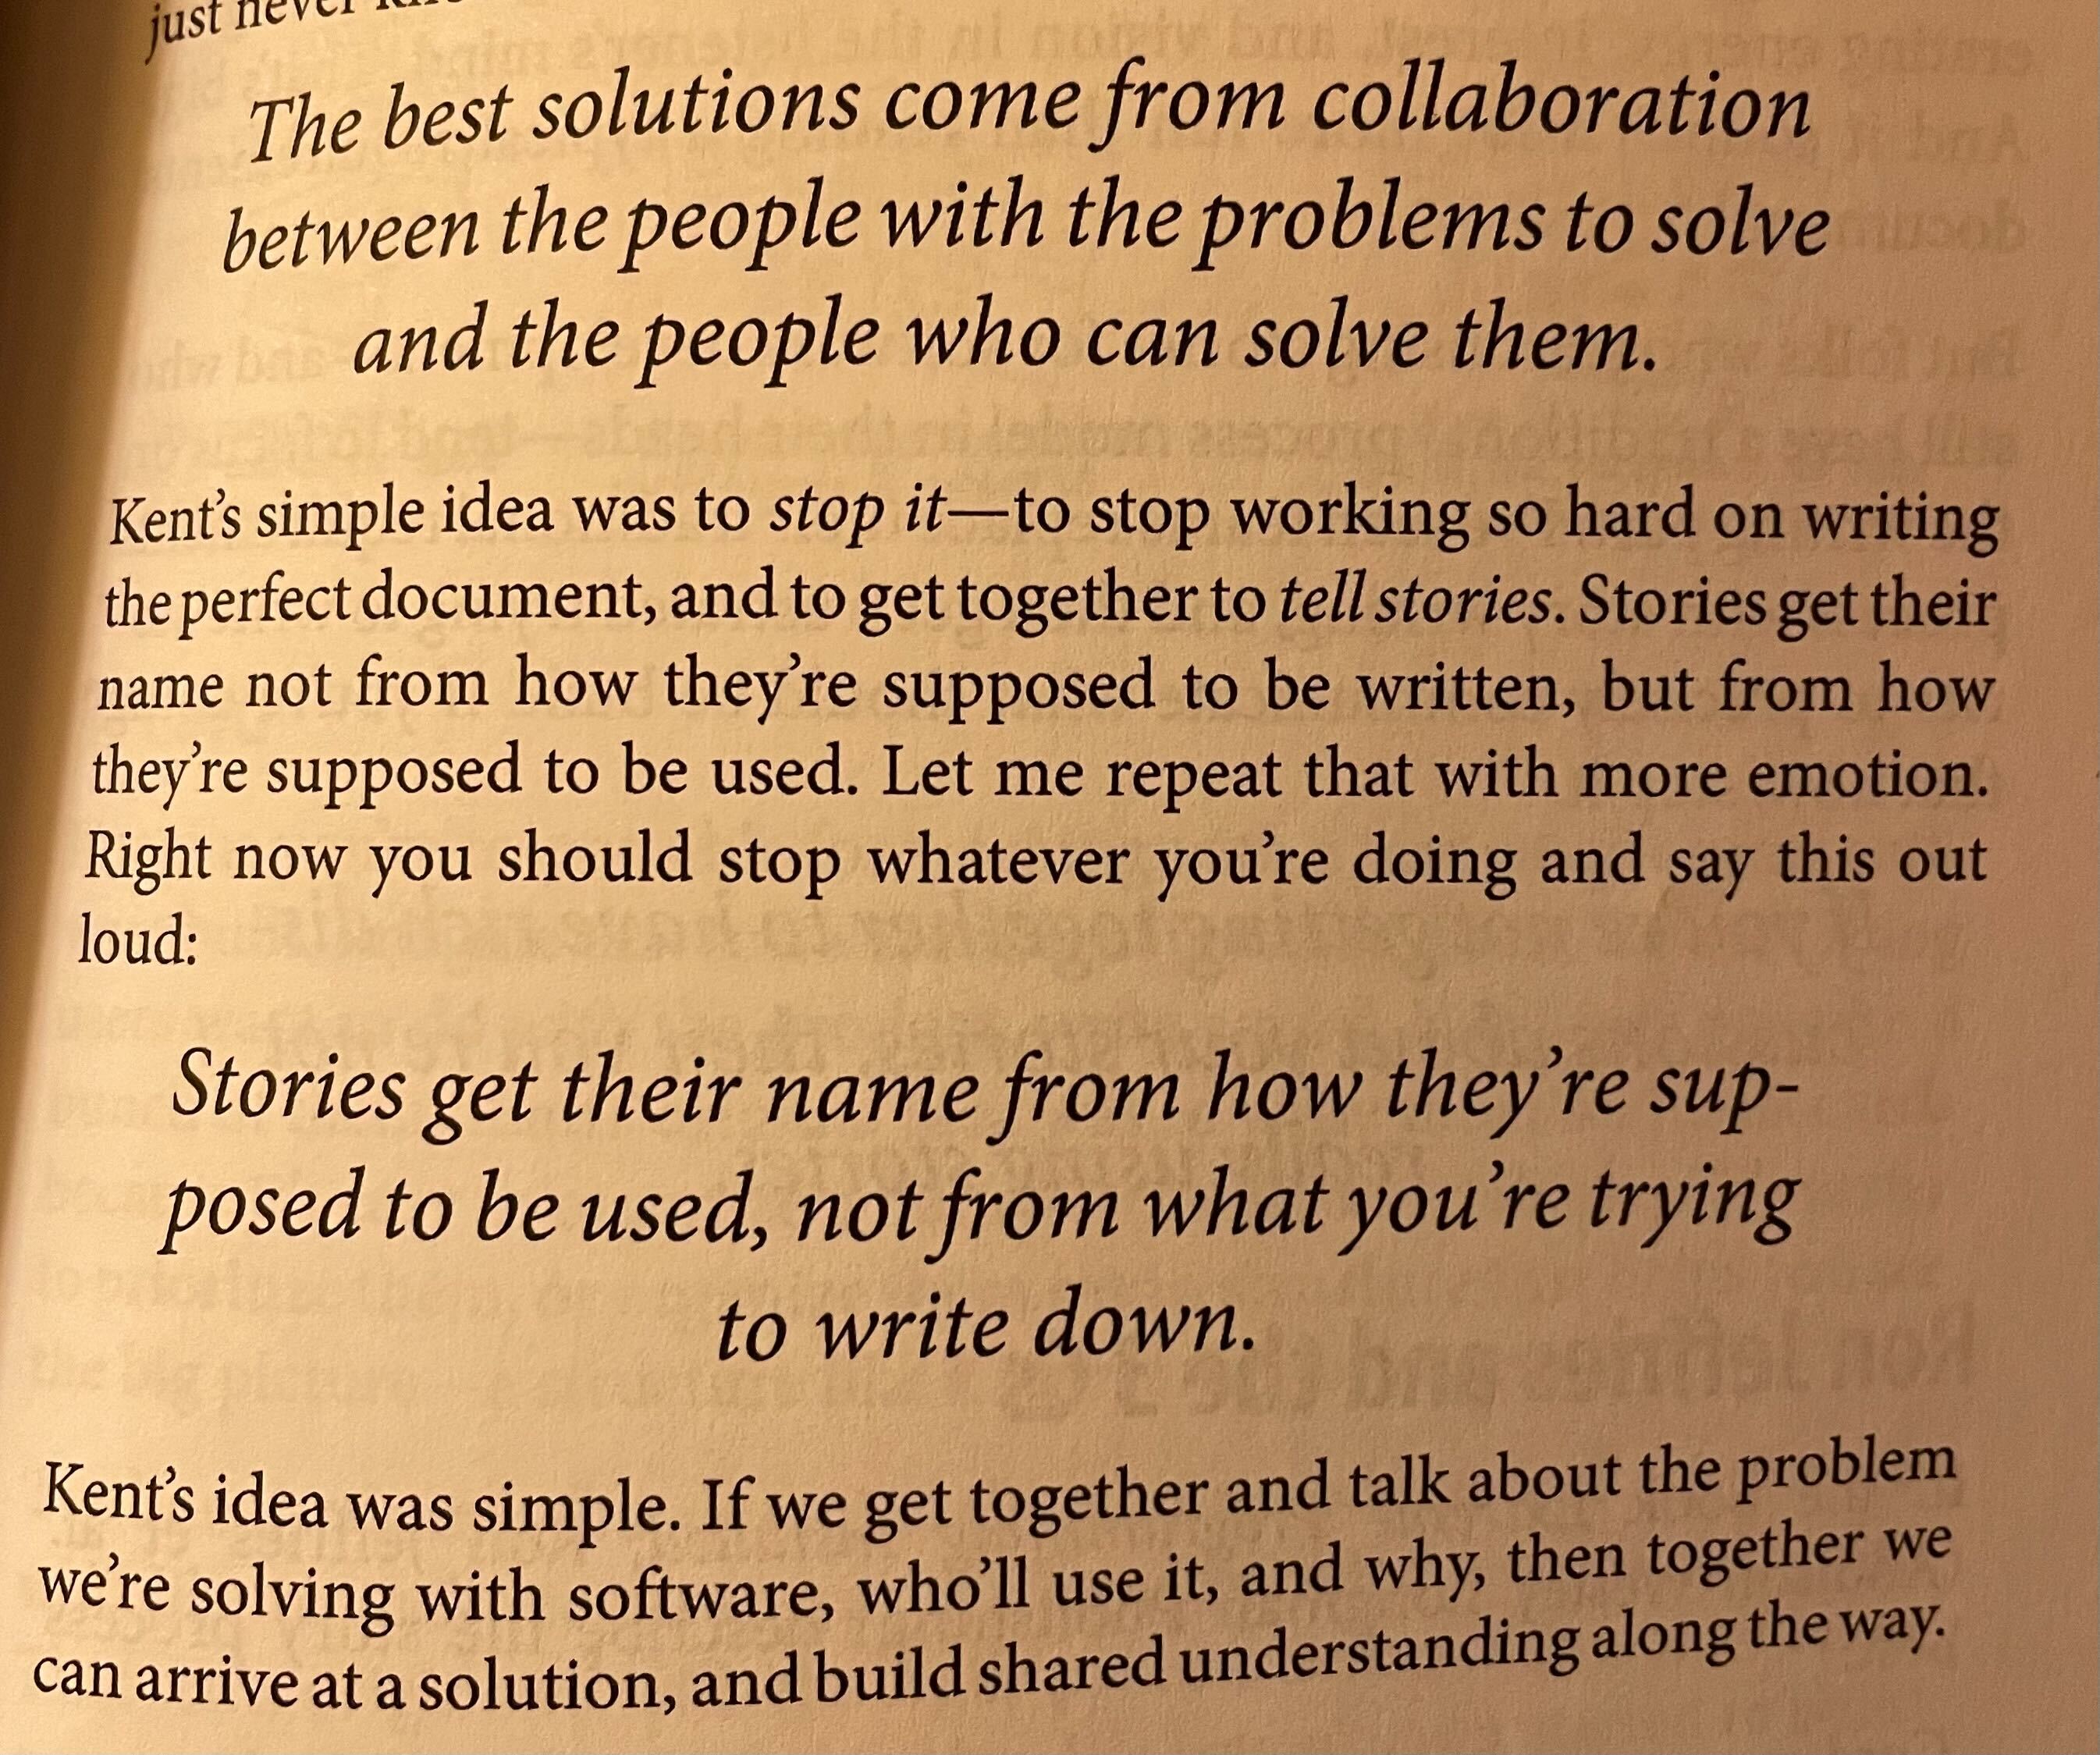 just never
The best solutions come from collaboration
between the people with the problems to solve
and the people who can solve them.
Kent’s simple idea was to stop it—to stop working so hard on writing
the perfect document, and to get together to tell stories. Stories get their
name not from how they’re supposed to be written, but from how
they’re supposed to be used. Let me repeat that with more emotion.
Right now you should stop whatever you’re doing and say this out
loud:
Stories get their name from how they’re sup-
posed to be used, not from what you’re trying
to write down.
Kent’s idea was simple. If we get together and talk about the problem
we’re solving with software, who’ll use it, and why, then together we
can arrive at a solution, and build shared understanding along the way.